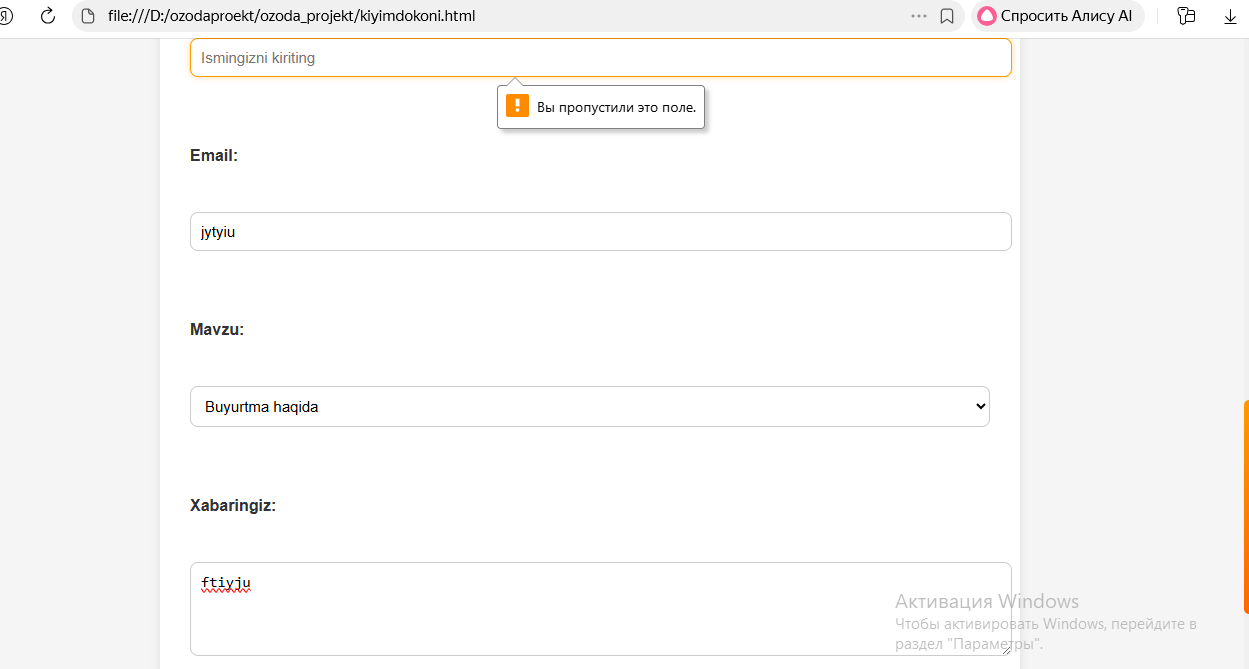 file:///D:/ozodaproekt/ozoda_projekt/kiyimdokoni.html
Спросить Алису AI
Ismingizni kiriting
Вы пропустили это поле.
Email:
jytyiu
Mavzu:
Buyurtma haqida
Xabaringiz:
ftiyju
Активация Windows
Чтобы активировать Windows, перейдите в
раздел "Параметры".